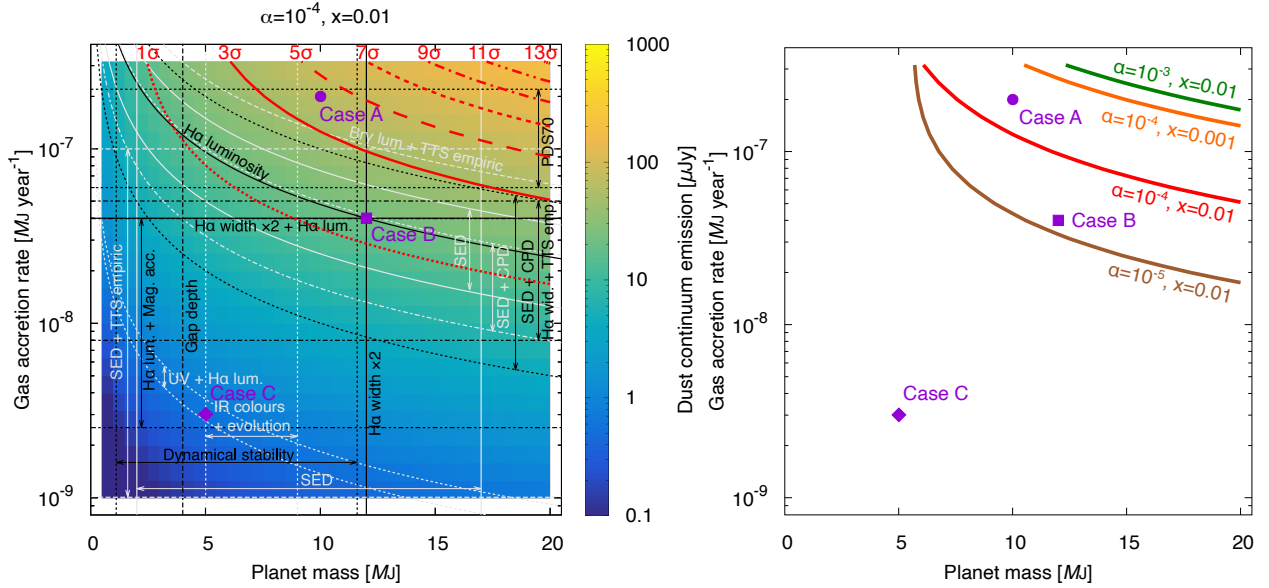 α=10⁻⁴, x=0.01
1σ 3σ 5σ 7σ 9σ 11σ 13σ
Case A
Bry lum. + TTS empiric
PDS70
Hα luminosity
Hα width ×2 + Hα lum.
Case B
SED
SED + CPD
SED + CPD
Hα wid. + TTS emp.
SED + TTS empiric
Hα lum. + Mag. acc.
Gap depth
UV + Hα lum.
Case C
IR colours
+ evolution
Hα width ×2
Dynamical stability
SED
10⁻⁷
10⁻⁸
10⁻⁹
Gas accretion rate [MJ year⁻¹]
0 5 10 15 20
Planet mass [MJ]
1000
100
10
1
0.1
Dust continuum emission [μJy]
α=10⁻³, x=0.01
Case A
α=10⁻⁴, x=0.001
α=10⁻⁴, x=0.01
Case B
α=10⁻⁵, x=0.01
Case C
10⁻⁷
10⁻⁸
10⁻⁹
Gas accretion rate [MJ year⁻¹]
0 5 10 15 20
Planet mass [MJ]